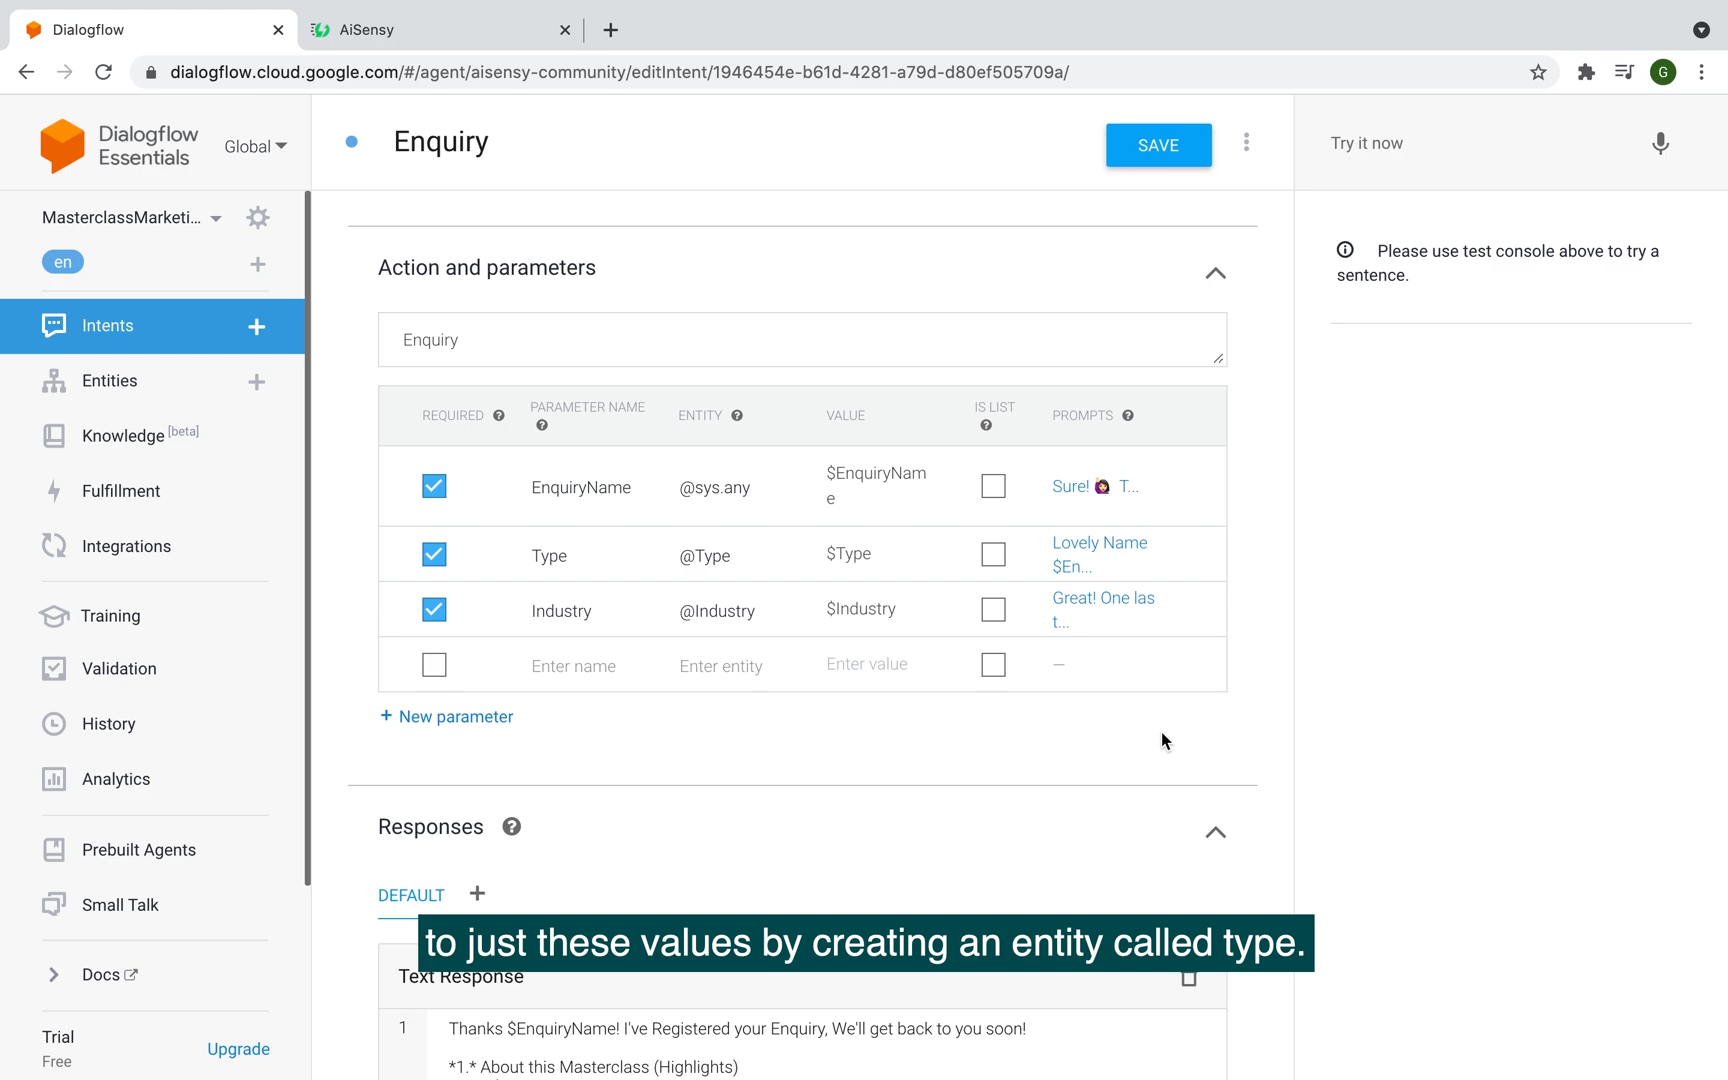 Dialogflow
AiSensy
dialogflow.cloud.google.com/#/agent/aisensy-community/editIntent/1946454e-b61d-4281-a79d-d80ef505709a/
G
Dialogflow
Essentials
Global
MasterclassMarketi...
en
Intents
Entities
Knowledge [beta]
Fulfillment
Integrations
Training
Validation
History
Analytics
Prebuilt Agents
Small Talk
Docs
Trial
Free
Upgrade
Enquiry
SAVE
Action and parameters
Enquiry
REQUIRED PARAMETER NAME ENTITY VALUE IS LIST PROMPTS
EnquiryName @sys.any $EnquiryNam
e
Sure! 🙋🏻‍♀️ T...
Type @Type $Type Lovely Name
$En...
Industry @Industry $Industry Great! One las
t...
Enter name Enter entity Enter value —
+ New parameter
Responses
DEFAULT +
to just these values by creating an entity called type.
Text Response
1 Thanks $EnquiryName! I've Registered your Enquiry, We'll get back to you soon!
*1.* About this Masterclass (Highlights)
Try it now
Please use test console above to try a
sentence.